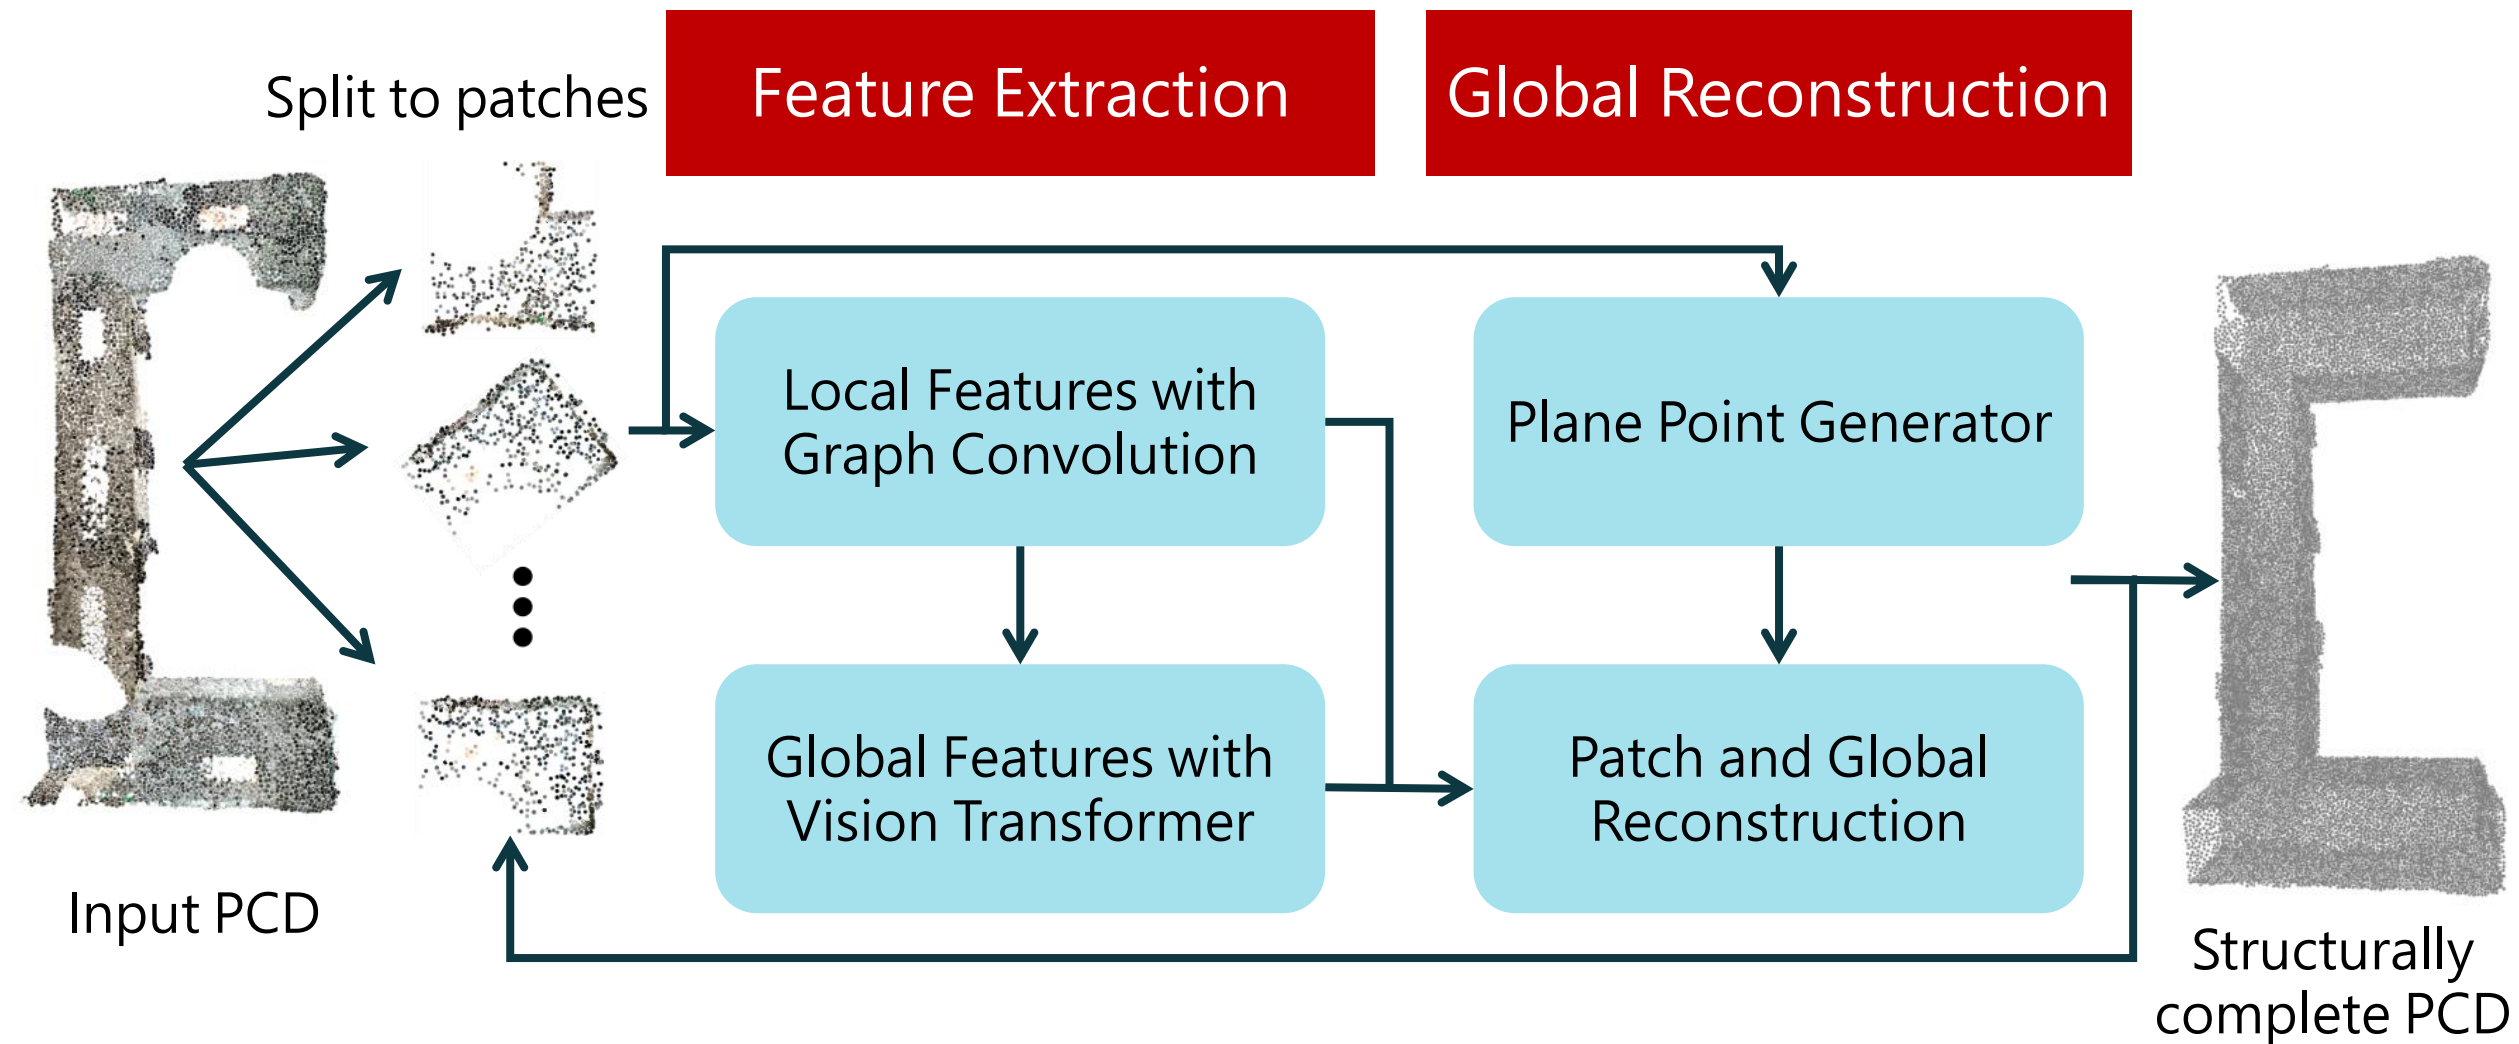 Split to patches
Feature Extraction
Global Reconstruction
Local Features with
Graph Convolution
Plane Point Generator
Global Features with
Vision Transformer
Patch and Global
Reconstruction
Input PCD
Structurally
complete PCD